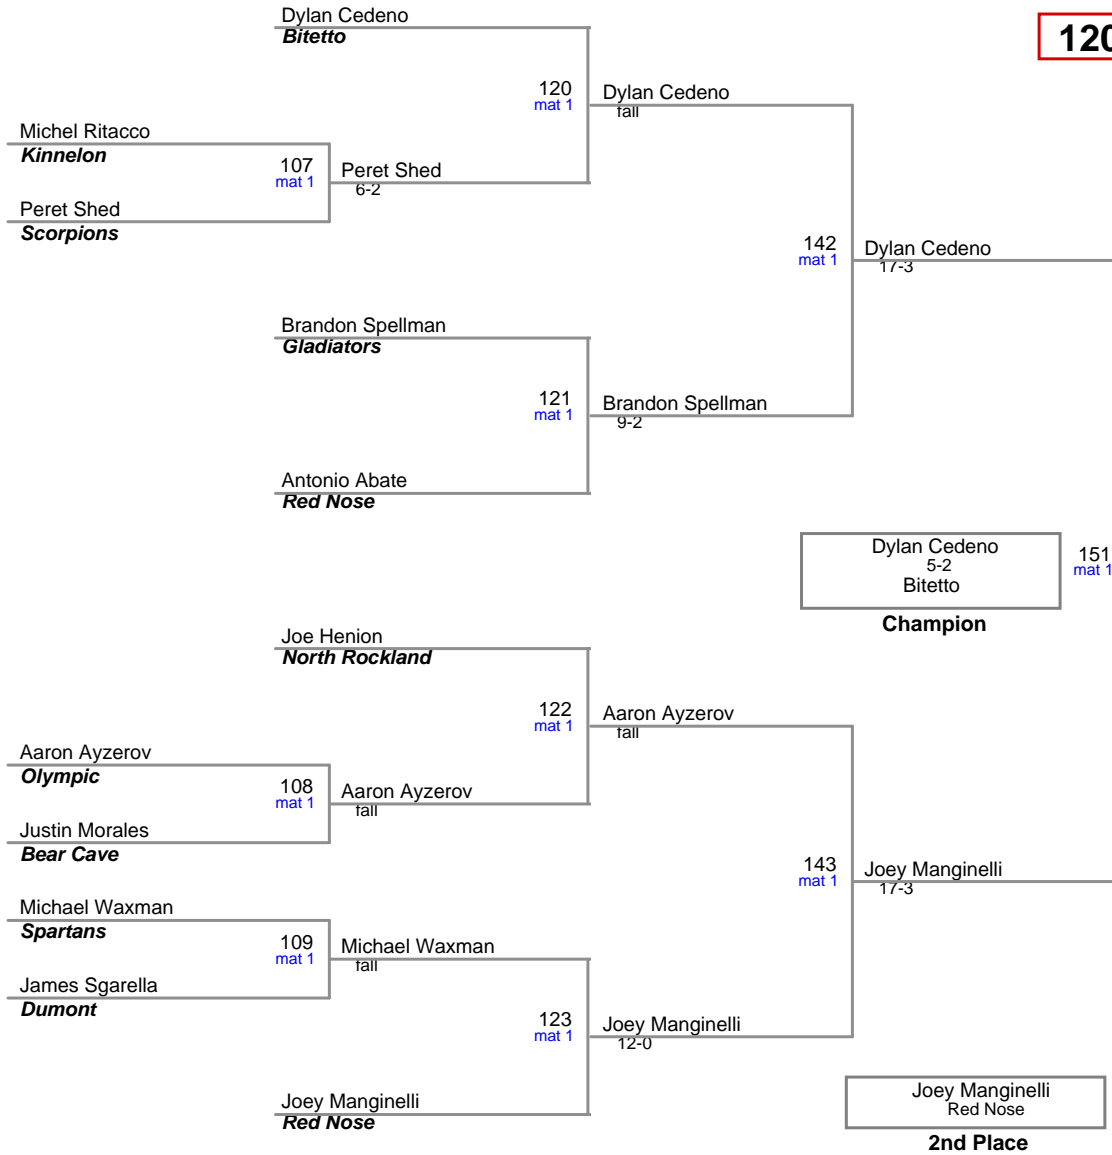 Dylan Cedeno
Bitetto
120
120
mat 1
Dylan Cedeno
fall
Michel Ritacco
Kinnelon
107
mat 1
Peret Shed
6-2
Peret Shed
Scorpions
142
mat 1
Dylan Cedeno
17-3
Brandon Spellman
Gladiators
121
mat 1
Brandon Spellman
9-2
Antonio Abate
Red Nose
Dylan Cedeno
5-2
Bitetto
151
mat 1
Champion
Joe Henion
North Rockland
122
mat 1
Aaron Ayzerov
fall
Aaron Ayzerov
Olympic
108
mat 1
Aaron Ayzerov
fall
Justin Morales
Bear Cave
143
mat 1
Joey Manginelli
17-3
Michael Waxman
Spartans
109
mat 1
Michael Waxman
fall
James Sgarella
Dumont
123
mat 1
Joey Manginelli
12-0
Joey Manginelli
Red Nose
Joey Manginelli
Red Nose
2nd Place